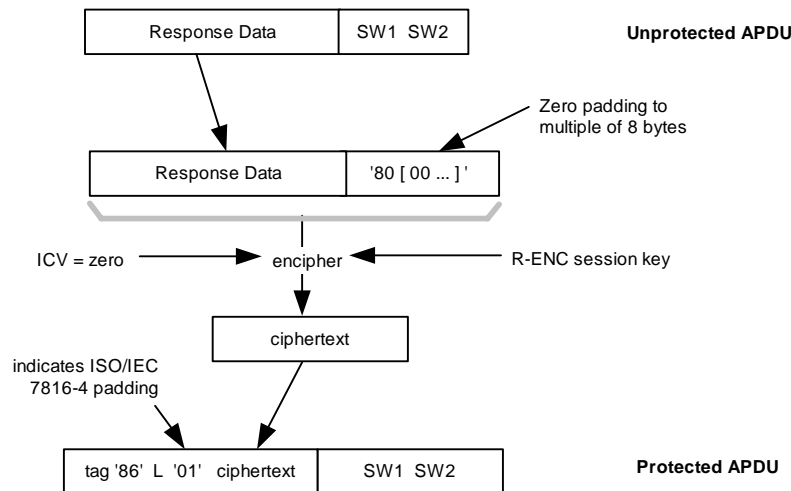 Response Data SW1 SW2 Unprotected APDU
Zero padding to
multiple of 8 bytes
Response Data '80 [ 00 ... ] '
ICV = zero encipher R-ENC session key
ciphertext
indicates ISO/IEC
7816-4 padding
tag '86' L '01' ciphertext SW1 SW2 Protected APDU